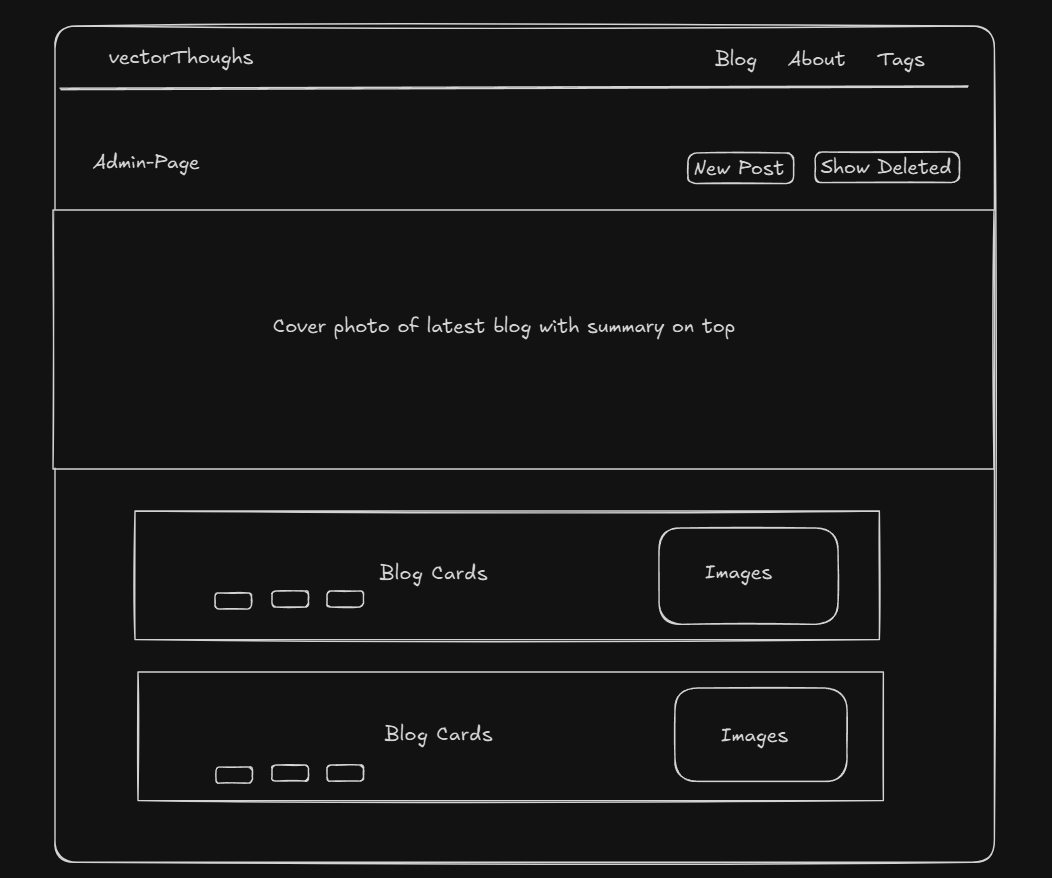 vectorThoughs
Blog About Tags
Admin-Page
New Post Show Deleted
Cover photo of latest blog with summary on top
Blog Cards
Images
Blog Cards
Images